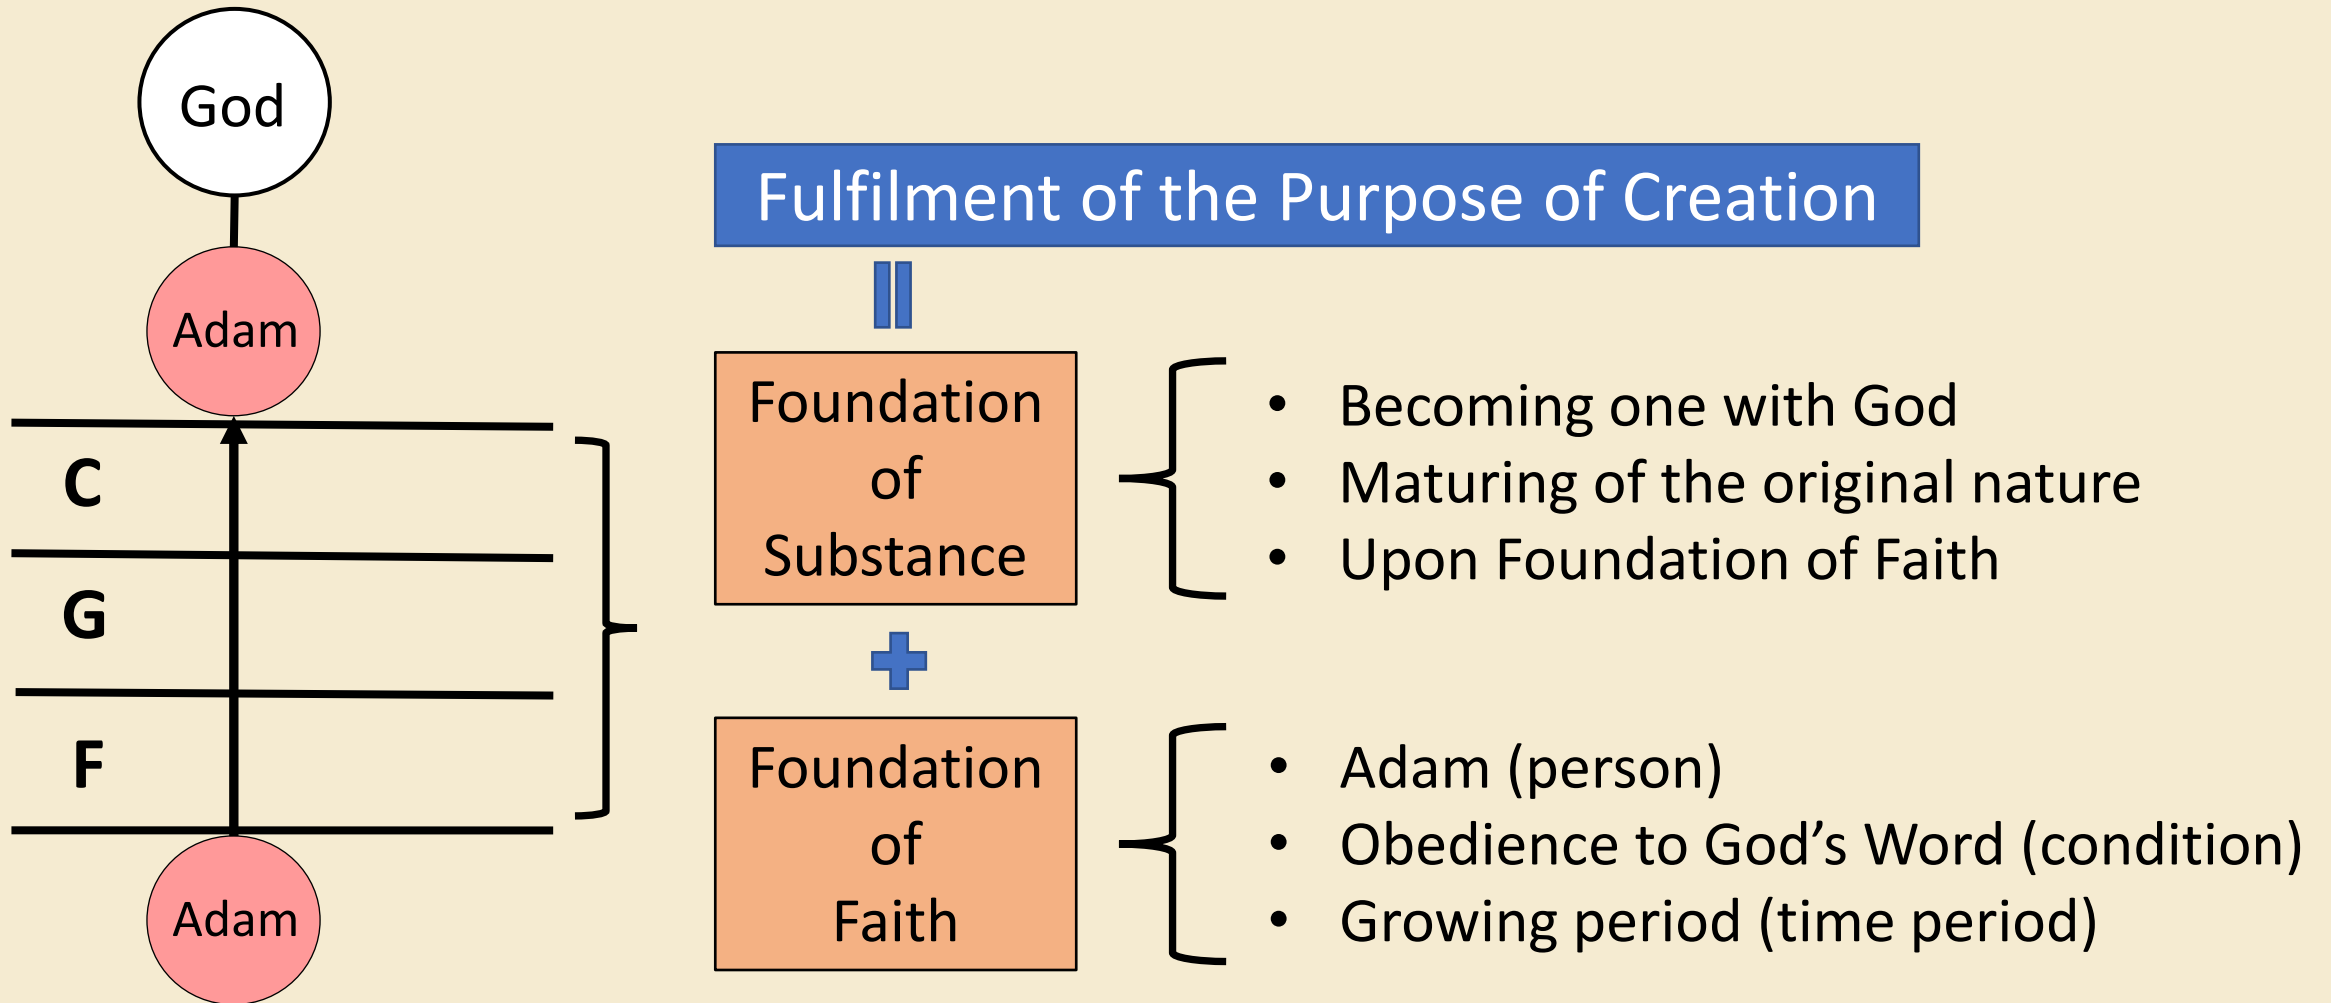 God
Adam
C
G
F
Adam
Fulfilment of the Purpose of Creation
Foundation
of
Substance
• Becoming one with God
• Maturing of the original nature
• Upon Foundation of Faith
Foundation
of
Faith
• Adam (person)
• Obedience to God’s Word (condition)
• Growing period (time period)